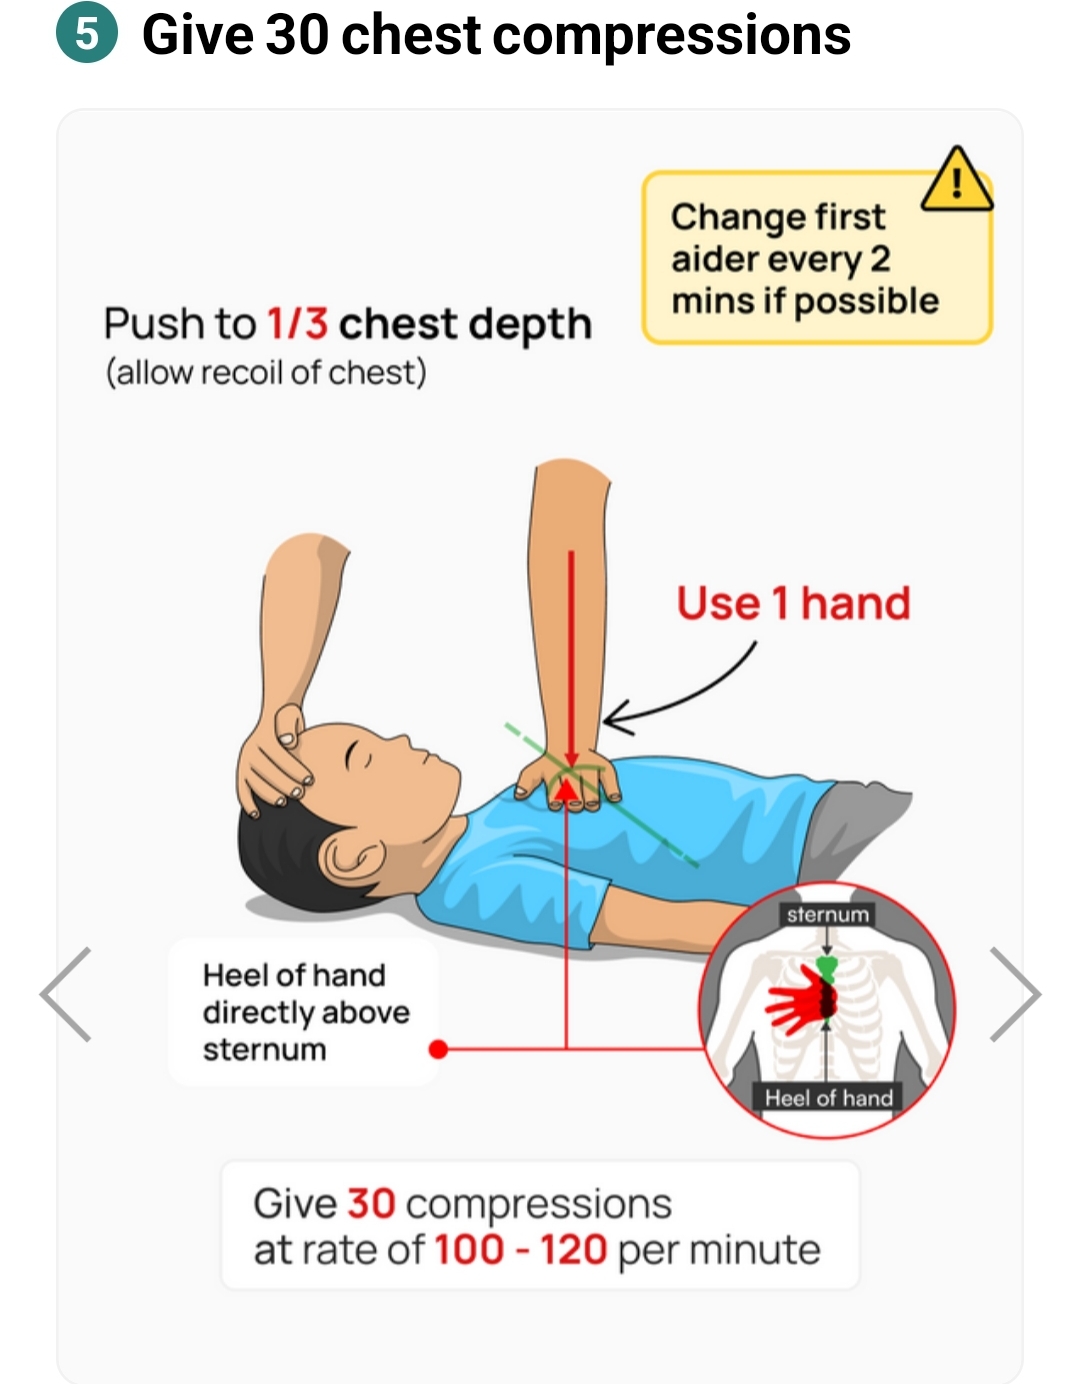 5 Give 30 chest compressions
!
Change first
aider every 2
mins if possible
Push to 1/3 chest depth
(allow recoil of chest)
Use 1 hand
sternum
Heel of hand
directly above
sternum
Heel of hand
Give 30 compressions
at rate of 100 - 120 per minute